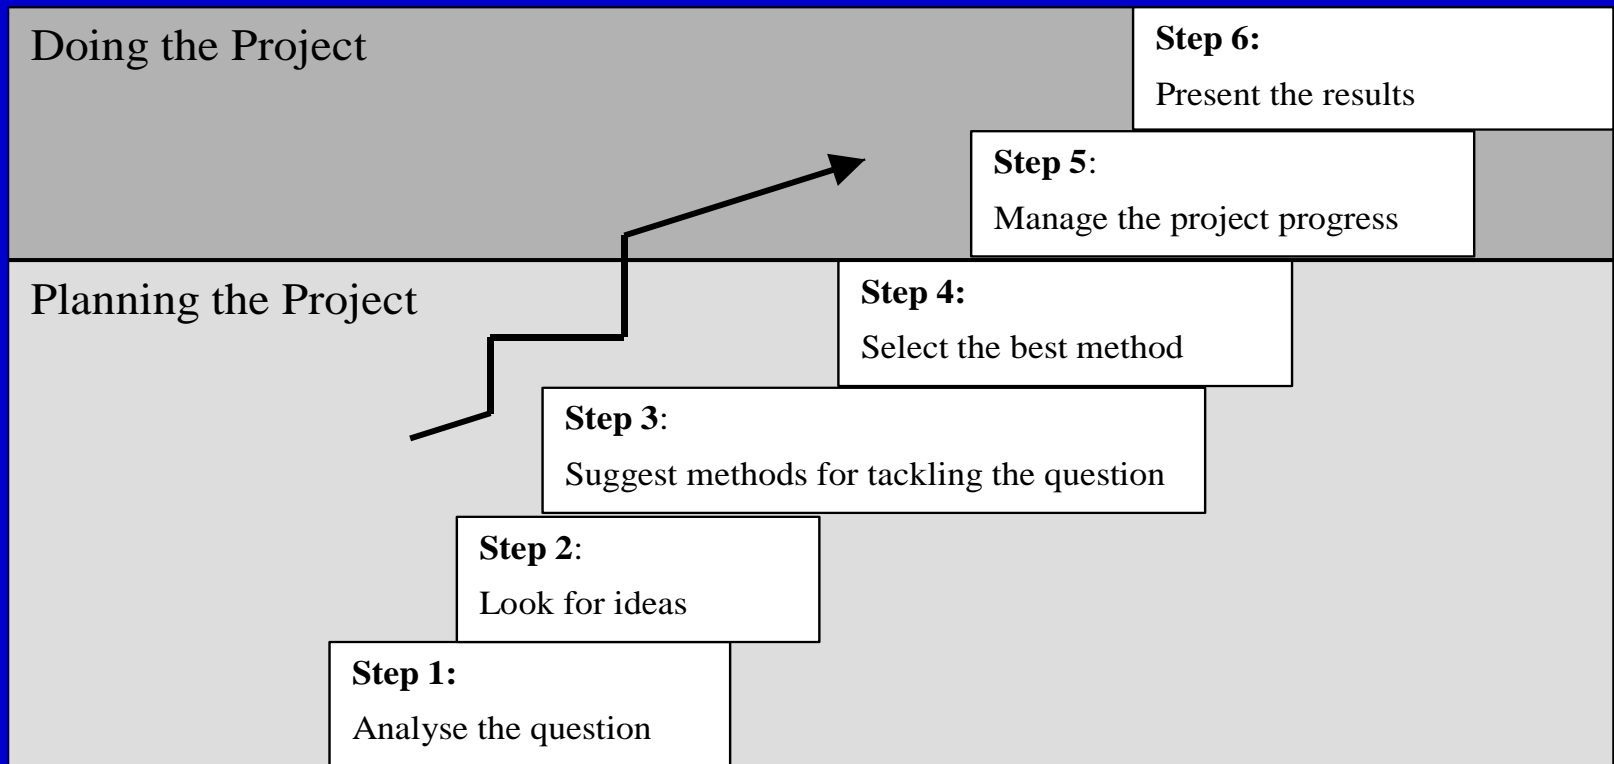 Doing the Project
Step 6:
Present the results
Step 5:
Manage the project progress
Planning the Project
Step 4:
Select the best method
Step 3:
Suggest methods for tackling the question
Step 2:
Look for ideas
Step 1:
Analyse the question